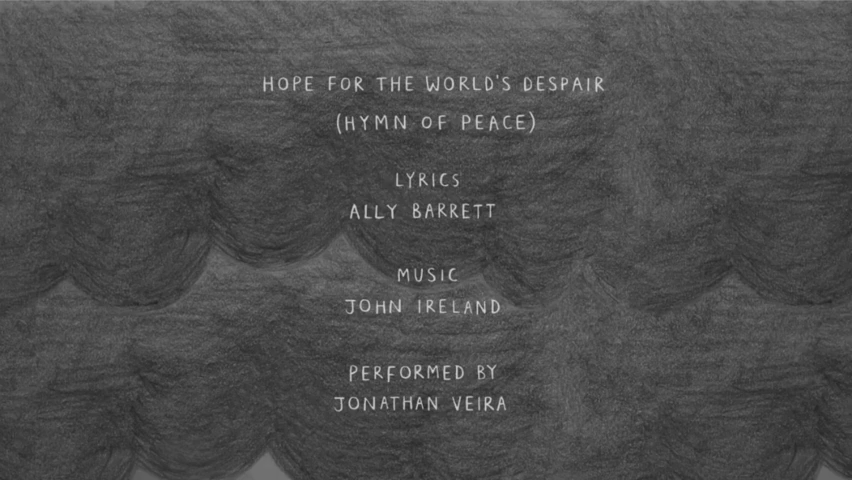 HOPE FOR THE WORLD'S DESPAIR
(HYMN OF PEACE)
LYRICS
ALLY BARRETT
MUSIC
JOHN IRELAND
PERFORMED BY
JONATHAN VEIRA